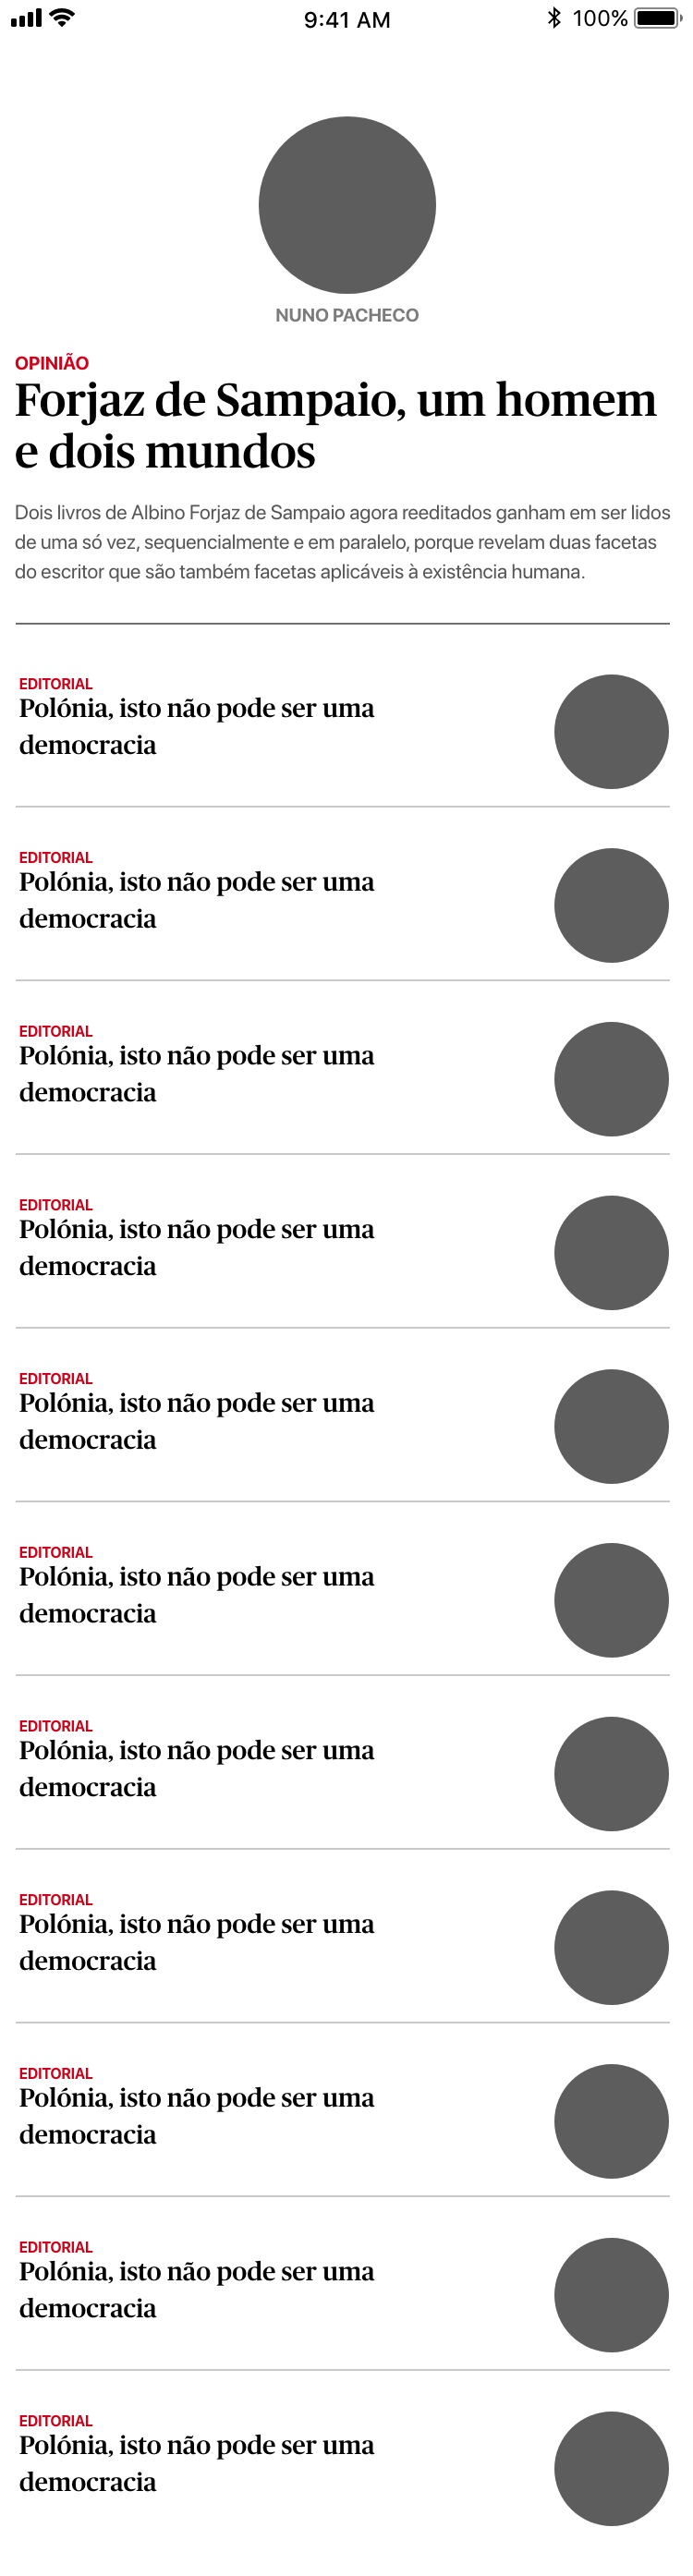 9:41 AM
100%
NUNO PACHECO
OPINIÃO
Forjaz de Sampaio, um homem
e dois mundos
Dois livros de Albino Forjaz de Sampaio agora reeditados ganham em ser lidos
de uma só vez, sequencialmente e em paralelo, porque revelam duas facetas
do escritor que são também facetas aplicáveis à existência humana.
EDITORIAL
Polónia, isto não pode ser uma
democracia
EDITORIAL
Polónia, isto não pode ser uma
democracia
EDITORIAL
Polónia, isto não pode ser uma
democracia
EDITORIAL
Polónia, isto não pode ser uma
democracia
EDITORIAL
Polónia, isto não pode ser uma
democracia
EDITORIAL
Polónia, isto não pode ser uma
democracia
EDITORIAL
Polónia, isto não pode ser uma
democracia
EDITORIAL
Polónia, isto não pode ser uma
democracia
EDITORIAL
Polónia, isto não pode ser uma
democracia
EDITORIAL
Polónia, isto não pode ser uma
democracia
EDITORIAL
Polónia, isto não pode ser uma
democracia